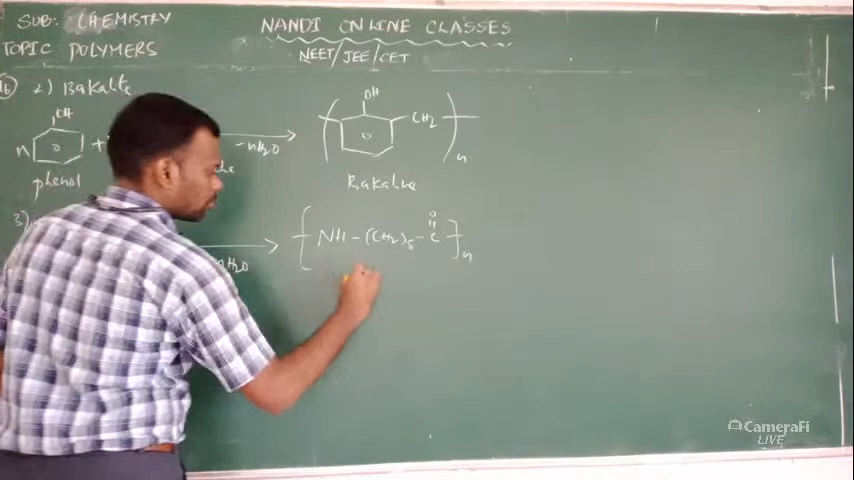 SUB: CHEMISTRY
NANDI ONLINE CLASSES
TOPIC POLYMERS
NEET/JEE/CET
2) Bakalte
OH
n
+
phenol
-nH2O
OH
CH2
n
Bakalite
3)
nH2O
O
NH-(CH2)5-C
n
CameraFi
LIVE